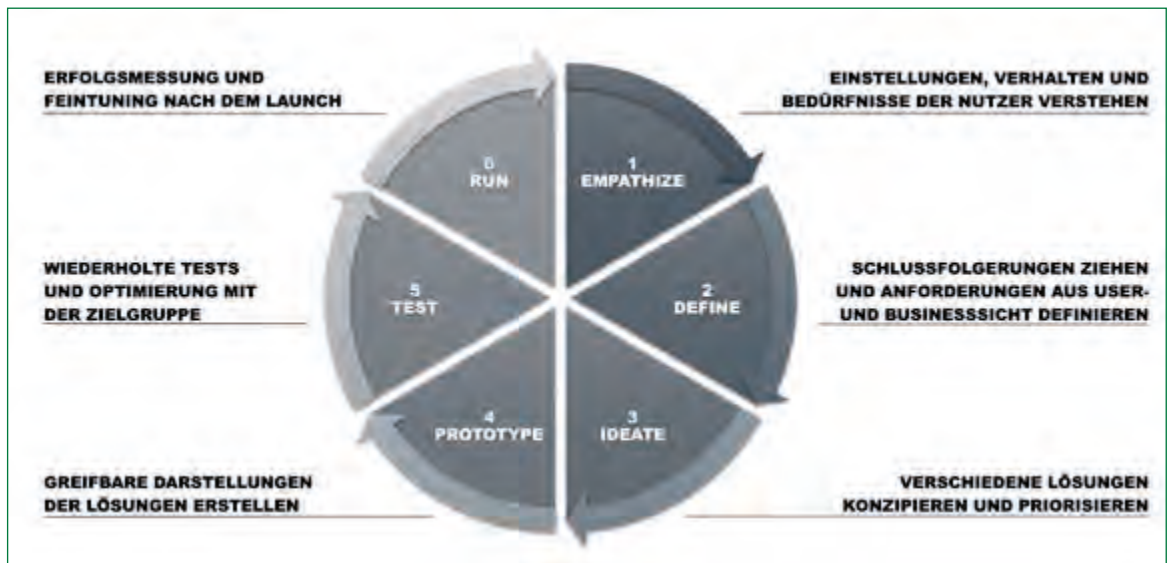 ERFOLGSMESSUNG UND
FEINTUNING NACH DEM LAUNCH
EINSTELLUNGEN, VERHALTEN UND
BEDÜRFNISSE DER NUTZER VERSTEHEN
6
RUN
1
EMPATHIZE
WIEDERHOLTE TESTS
UND OPTIMIERUNG MIT
DER ZIELGRUPPE
5
TEST
2
DEFINE
SCHLUSSFOLGERUNGEN ZIEHEN
UND ANFORDERUNGEN AUS USER-
UND BUSINESSSICHT DEFINIEREN
4
PROTOTYPE
3
IDEATE
GREIFBARE DARSTELLUNGEN
DER LÖSUNGEN ERSTELLEN
VERSCHIEDENE LÖSUNGEN
KONZIPIEREN UND PRIORISIEREN